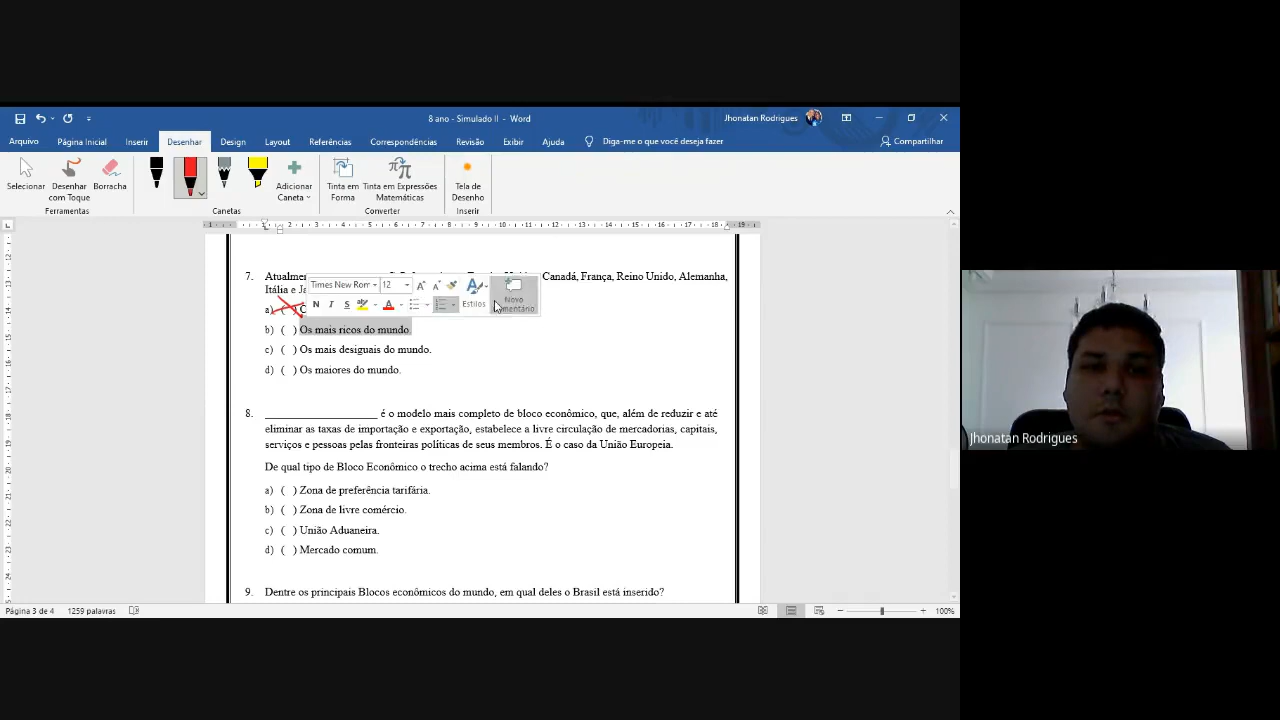 8 ano - Simulado II - Word
Jhonatan Rodrigues
Arquivo Página Inicial Inserir Desenhar Design Layout Referências Correspondências Revisão Exibir Ajuda Diga-me o que você deseja fazer Compartilhar
Selecionar Desenhar com Toque Borracha Adicionar Caneta Tinta em Forma Tinta em Expressões Matemáticas Tela de Desenho
Ferramentas Canetas Converter Inserir
7. Canadá, França, Reino Unido, Alemanha,
Itália e
Times New Rom 12
N I S Estilos Novo
a) ( )
b) ( ) Os mais ricos do mundo
c) ( ) Os mais desiguais do mundo.
d) ( ) Os maiores do mundo.
8. ____________________ é o modelo mais completo de bloco econômico, que, além de reduzir e até
eliminar as taxas de importação e exportação, estabelece a livre circulação de mercadorias, capitais,
serviços e pessoas pelas fronteiras políticas de seus membros. É o caso da União Europeia.
De qual tipo de Bloco Econômico o trecho acima está falando?
a) ( ) Zona de preferência tarifária.
b) ( ) Zona de livre comércio.
c) ( ) União Aduaneira.
d) ( ) Mercado comum.
9. Dentre os principais Blocos econômicos do mundo, em qual deles o Brasil está inserido?
Página 3 de 4 1259 palavras 100%
Jhonatan Rodrigues